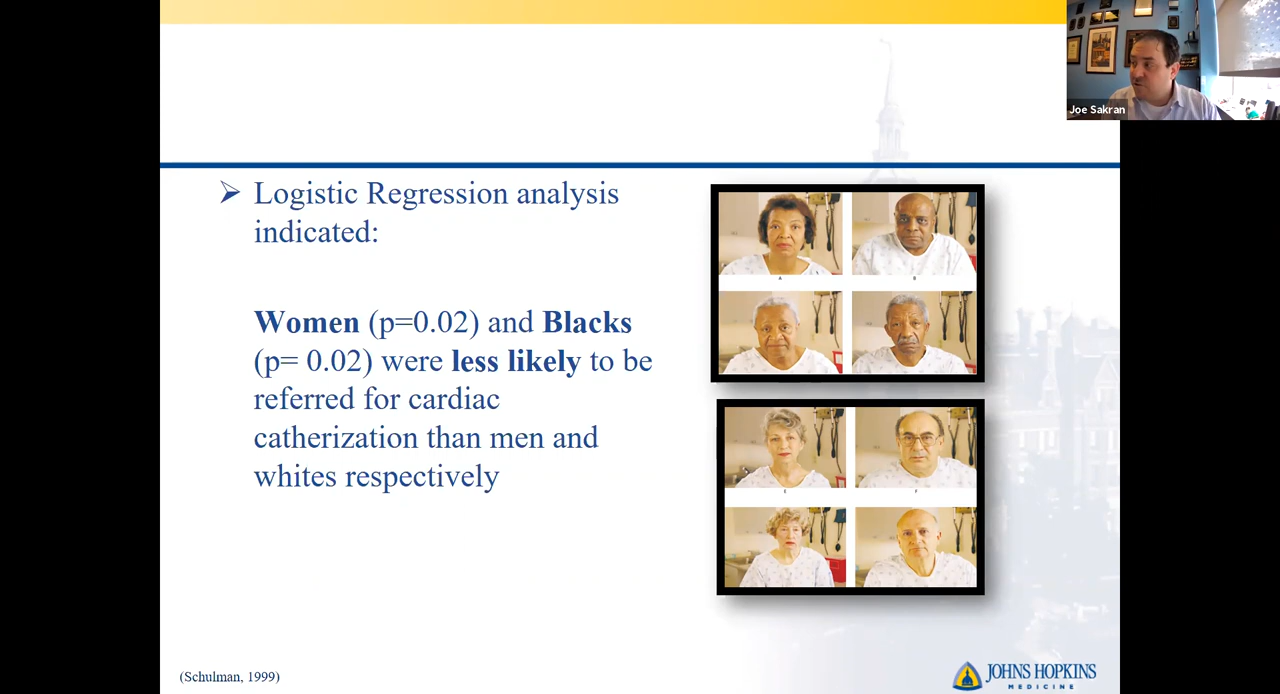 Joe Sakran
Logistic Regression analysis
indicated:
Women (p=0.02) and Blacks
(p= 0.02) were less likely to be
referred for cardiac
catherization than men and
whites respectively
A
B
E
F
(Schulman, 1999)
JOHNS HOPKINS
MEDICINE